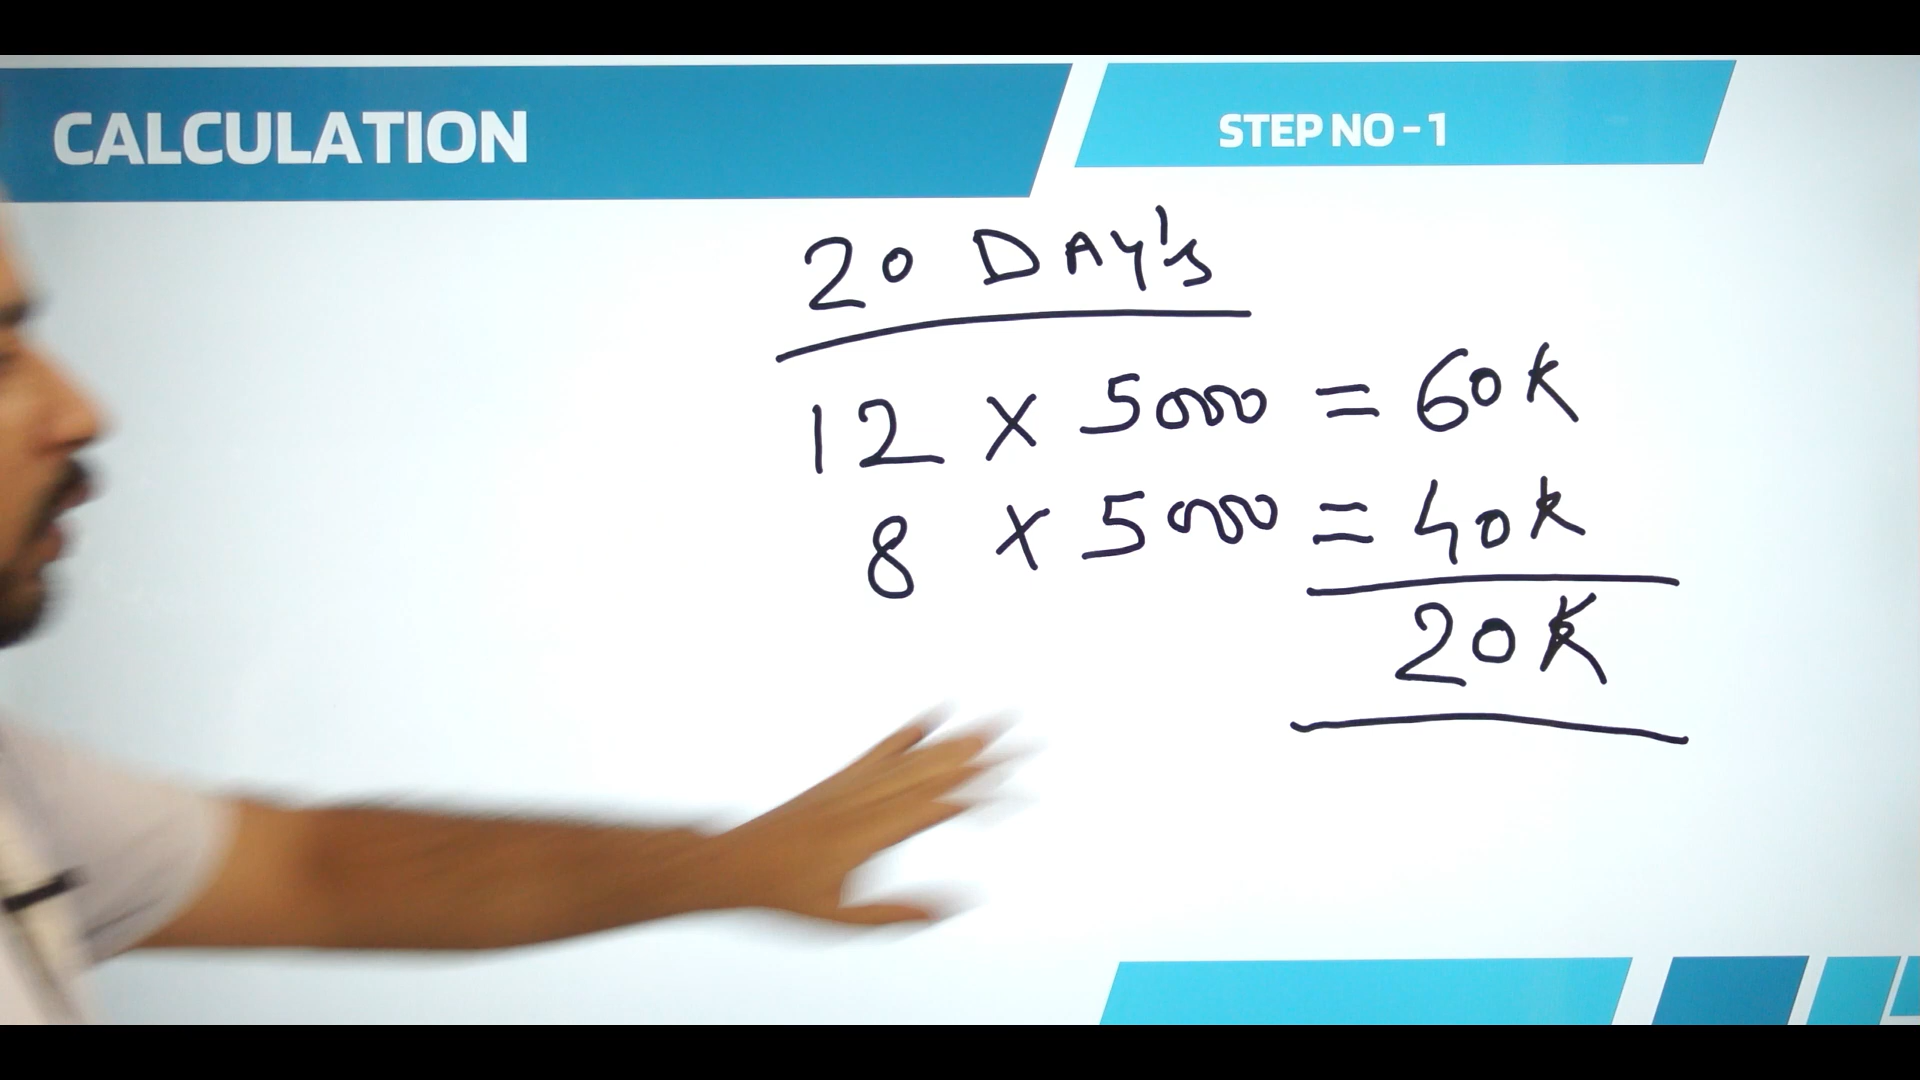 CALCULATION
STEP NO - 1
20 DAY's
12 x 5000 = 60K
8 x 5000 = 40K
20K